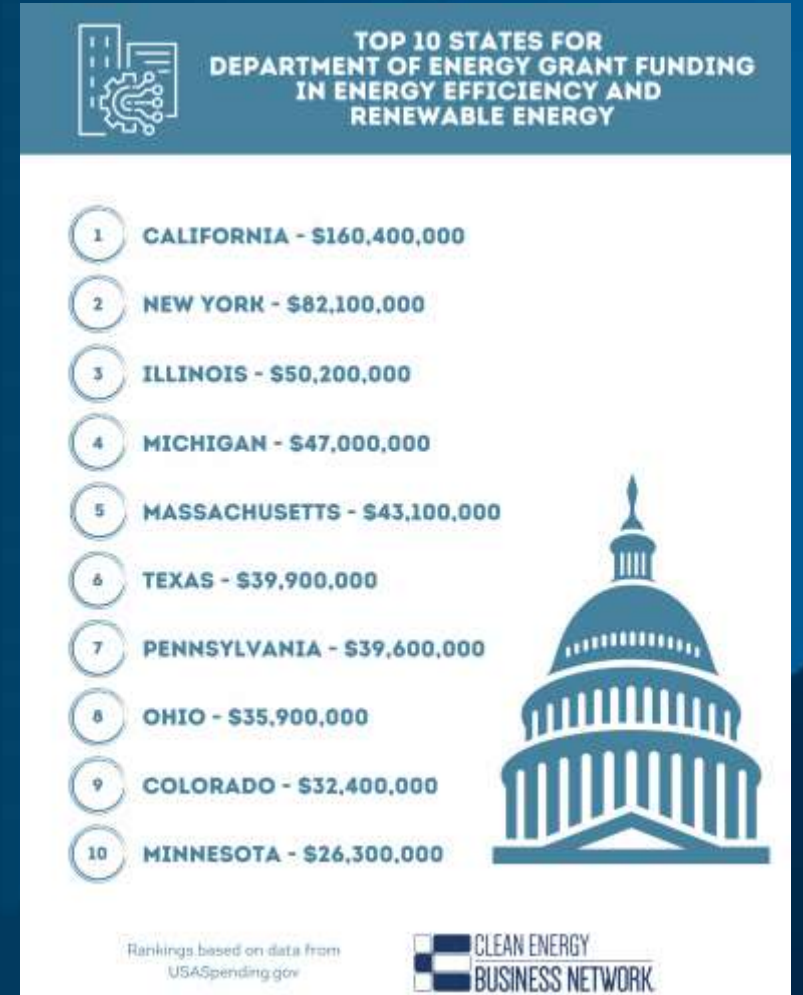 TOP 10 STATES FOR
DEPARTMENT OF ENERGY GRANT FUNDING
IN ENERGY EFFICIENCY AND
RENEWABLE ENERGY
1 CALIFORNIA - $160,400,000
2 NEW YORK - $82,100,000
3 ILLINOIS - $50,200,000
4 MICHIGAN - $47,000,000
5 MASSACHUSETTS - $43,100,000
6 TEXAS - $39,900,000
7 PENNSYLVANIA - $39,600,000
8 OHIO - $35,900,000
9 COLORADO - $32,400,000
10 MINNESOTA - $26,300,000
Rankings based on data from
USASpending.gov
CLEAN ENERGY
BUSINESS NETWORK